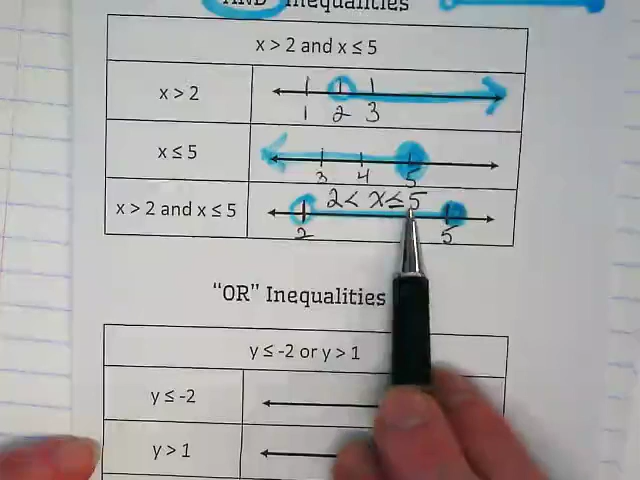 "AND" Inequalities
x > 2 and x ≤ 5
x > 2
1 2 3
x ≤ 5
3 4 5
x > 2 and x ≤ 5
2 < x ≤ 5
2 5
"OR" Inequalities
y ≤ -2 or y > 1
y ≤ -2
y > 1